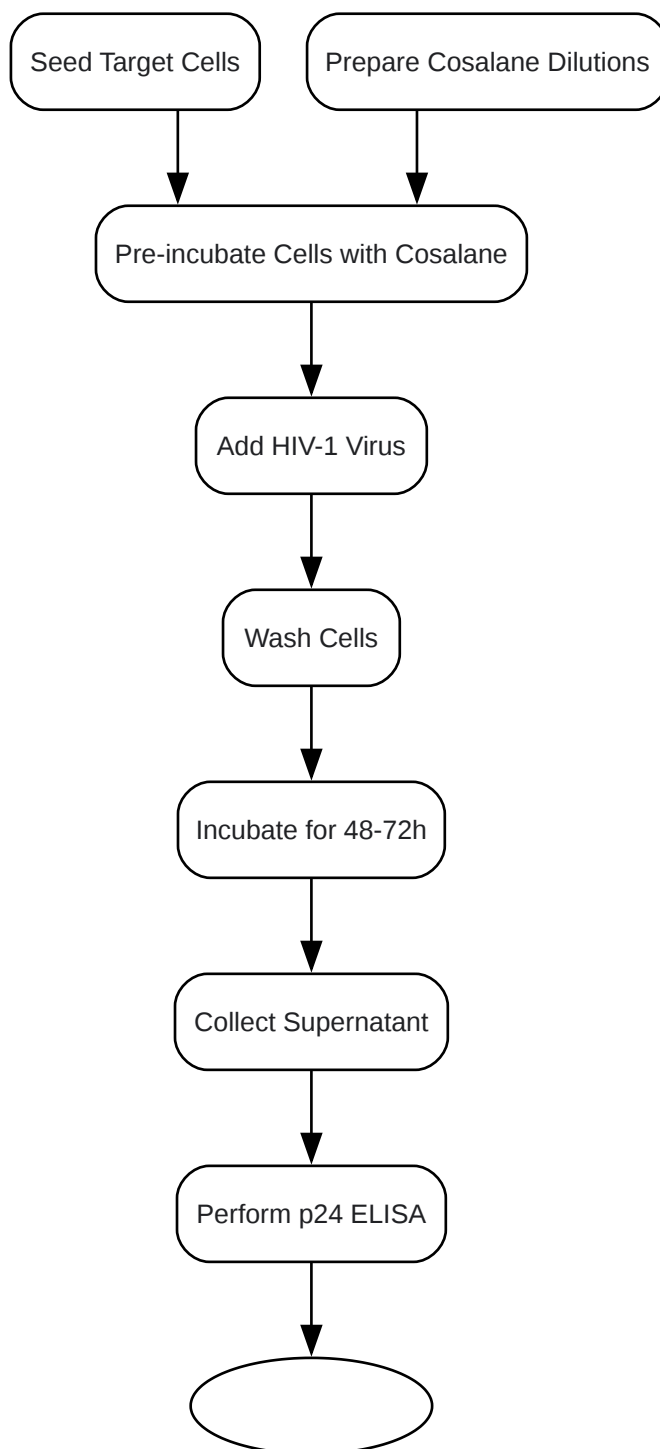 Seed Target Cells
Prepare Cosalane Dilutions
Pre-incubate Cells with Cosalane
Add HIV-1 Virus
Wash Cells
Incubate for 48-72h
Collect Supernatant
Perform p24 ELISA